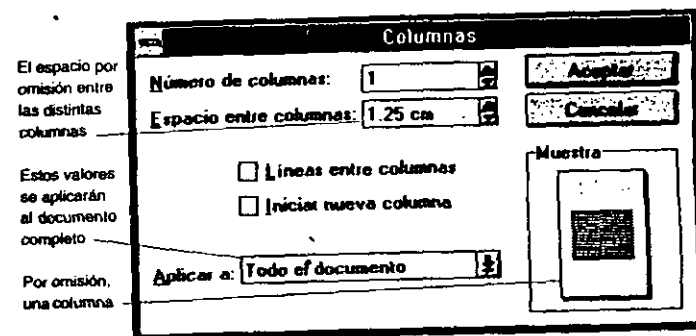 Columnas
El espacio por
omisión entre
las distintas
columnas
Número de columnas: 1
Espacio entre columnas: 1.25 cm
Aceptar
Cancelar
Líneas entre columnas
Iniciar nueva columna
Muestra
Estos valores
se aplicarán
al documento
completo
Aplicar a: Todo el documento
Por omisión,
una columna